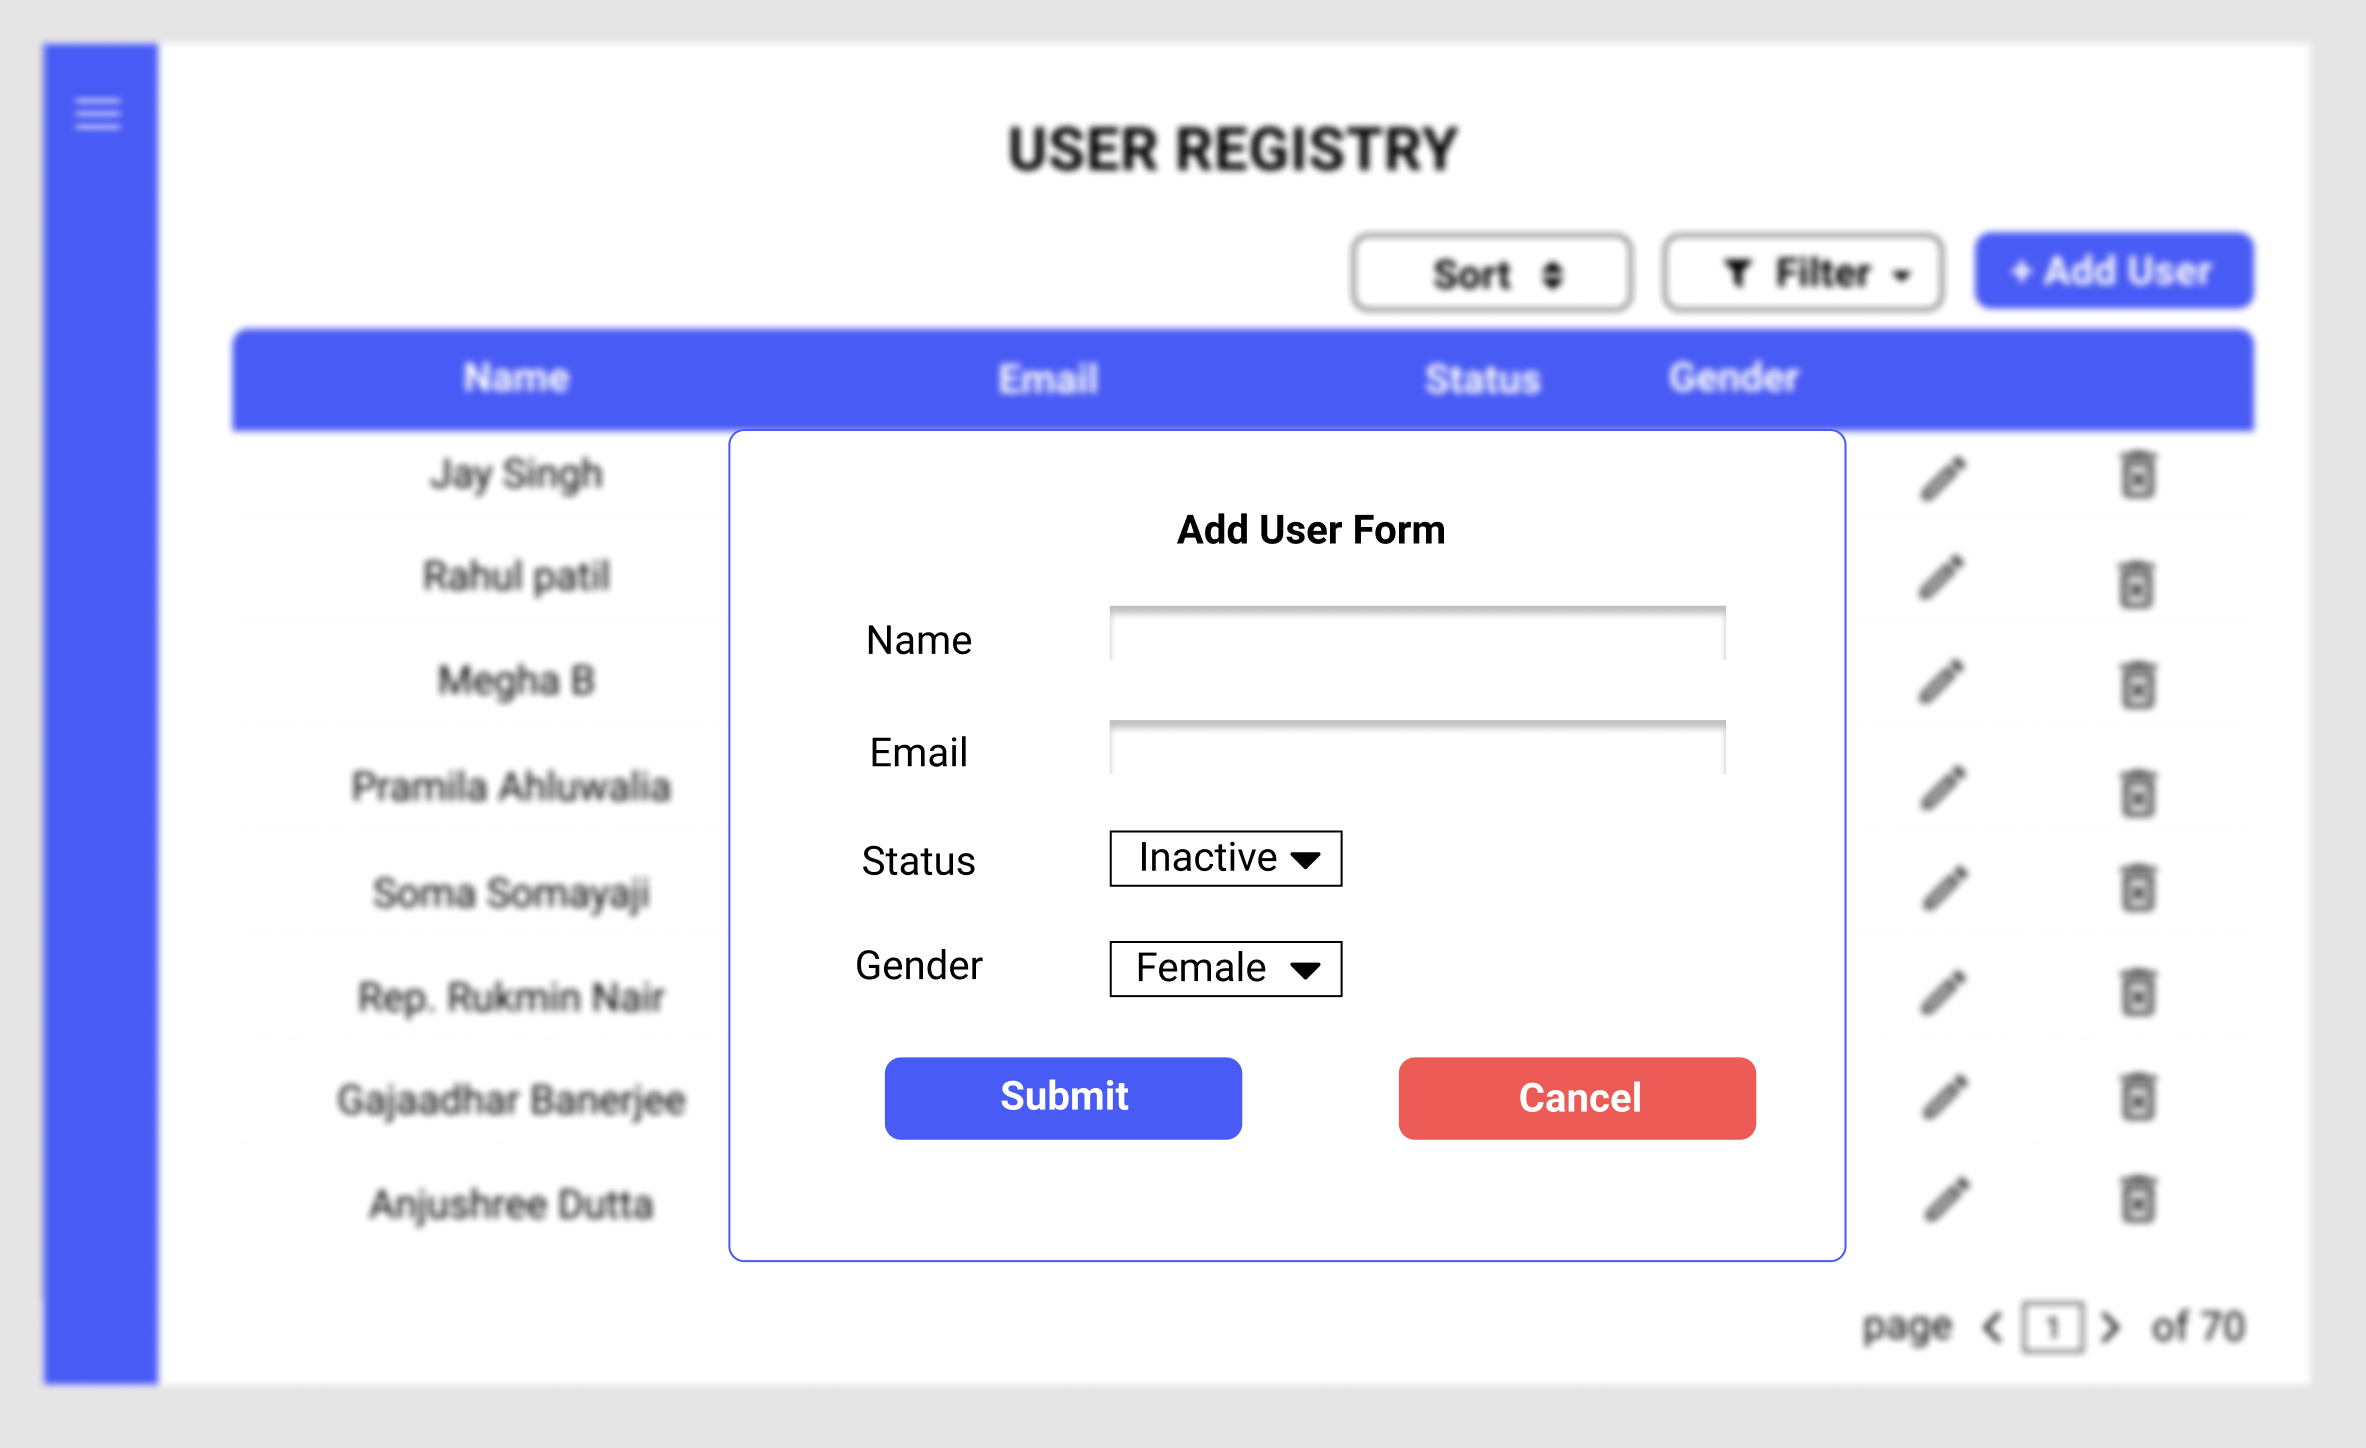 USER REGISTRY
Sort Filter + Add User
Name Email Status Gender
Jay Singh
Rahul patil
Megha B
Pramila Ahluwalia
Soma Somayaji
Rep. Rukmin Nair
Gajaadhar Banerjee
Anjushree Dutta
Add User Form
Name
Email
Status Inactive
Gender Female
Submit Cancel
page < 1 > of 70